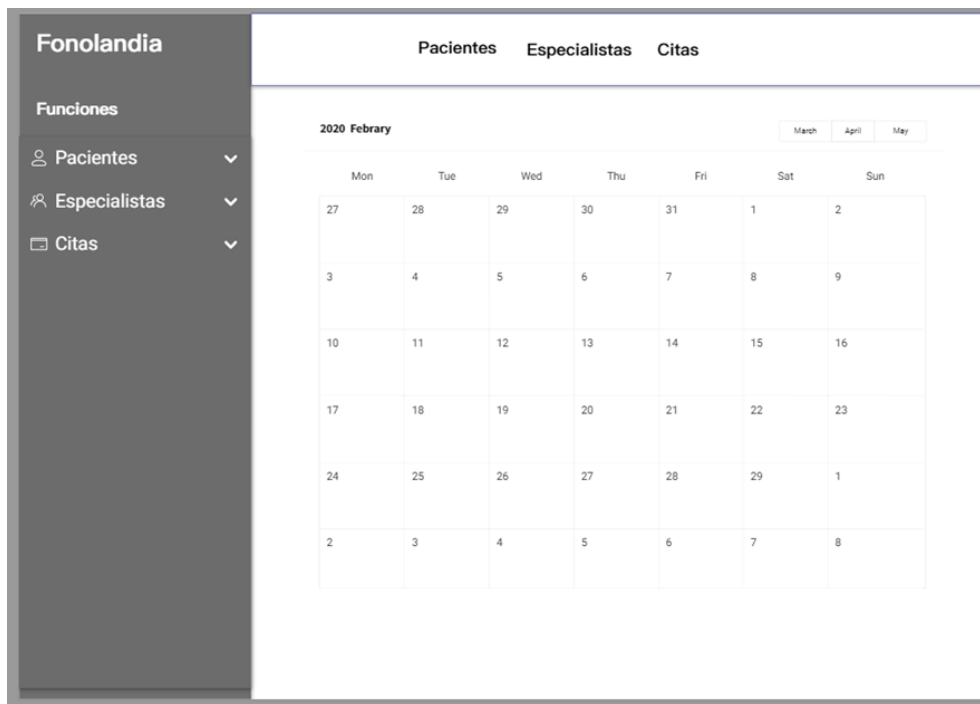 Fonolandia
Funciones
Pacientes
Especialistas
Citas
Pacientes Especialistas Citas
2020 Febrary
March April May
Mon Tue Wed Thu Fri Sat Sun
27 28 29 30 31 1 2
3 4 5 6 7 8 9
10 11 12 13 14 15 16
17 18 19 20 21 22 23
24 25 26 27 28 29 1
2 3 4 5 6 7 8